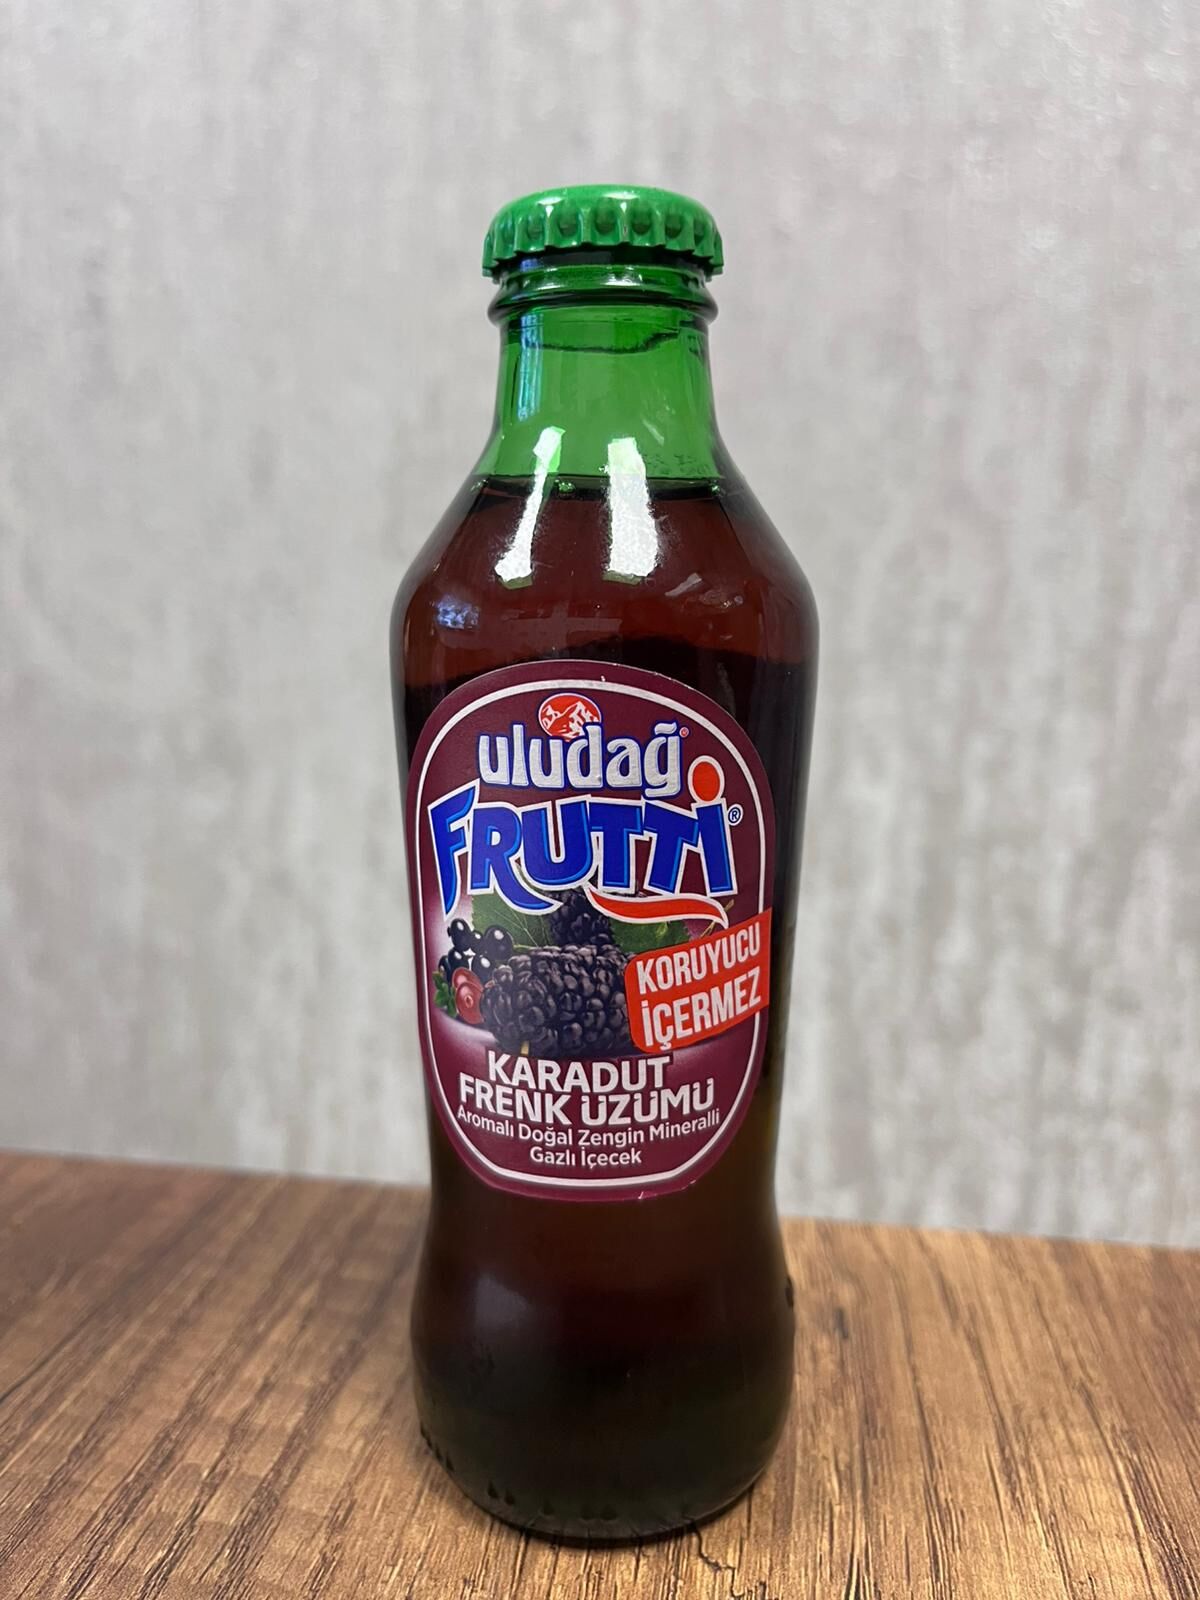 uludağ
FRUTTi®
KORUYUCU
İÇERMEZ
KARADUT
FRENK ÜZÜMÜ
Aromalı Doğal Zengin Mineralli
Gazlı İçecek